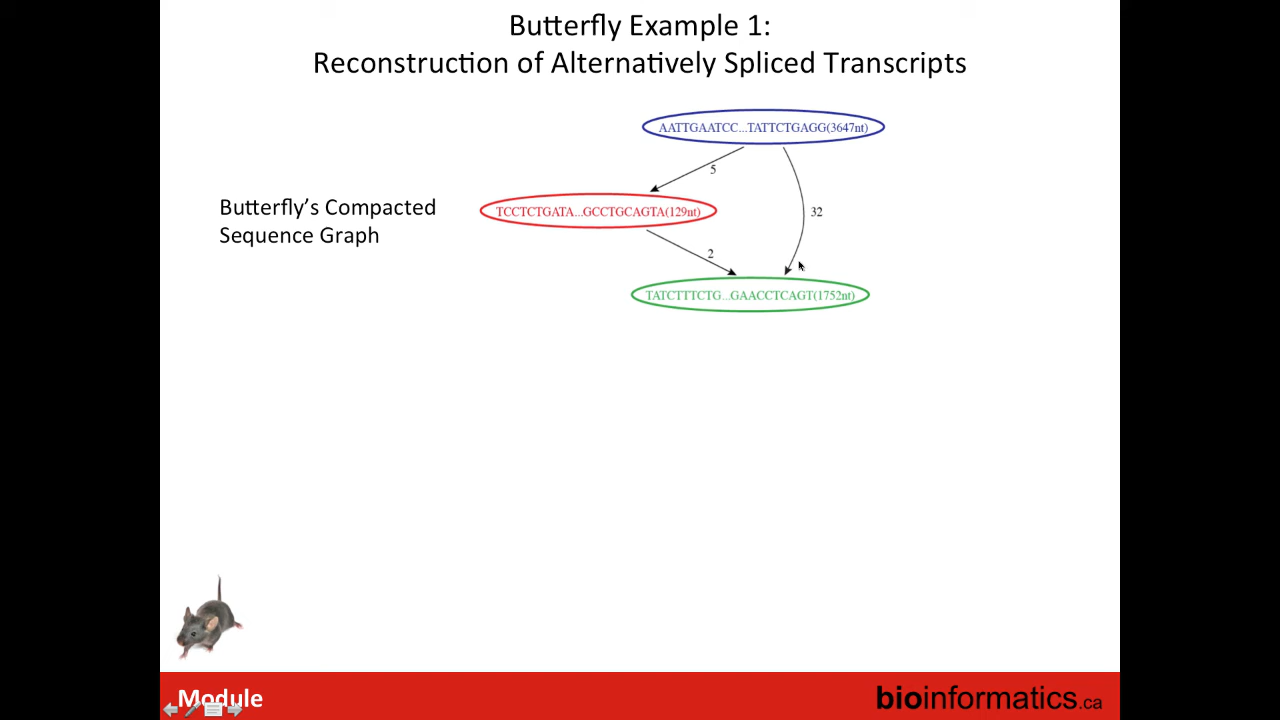 Butterfly Example 1:
Reconstruction of Alternatively Spliced Transcripts
AATTGAATCC...TATTCTGAGG(3647nt)
5
Butterfly's Compacted
Sequence Graph
TCCTCTGATA...GCCTGCAGTA(129nt)
32
2
TATCTTTCTG...GAACCTCAGT(1752nt)
Module
bioinformatics.ca